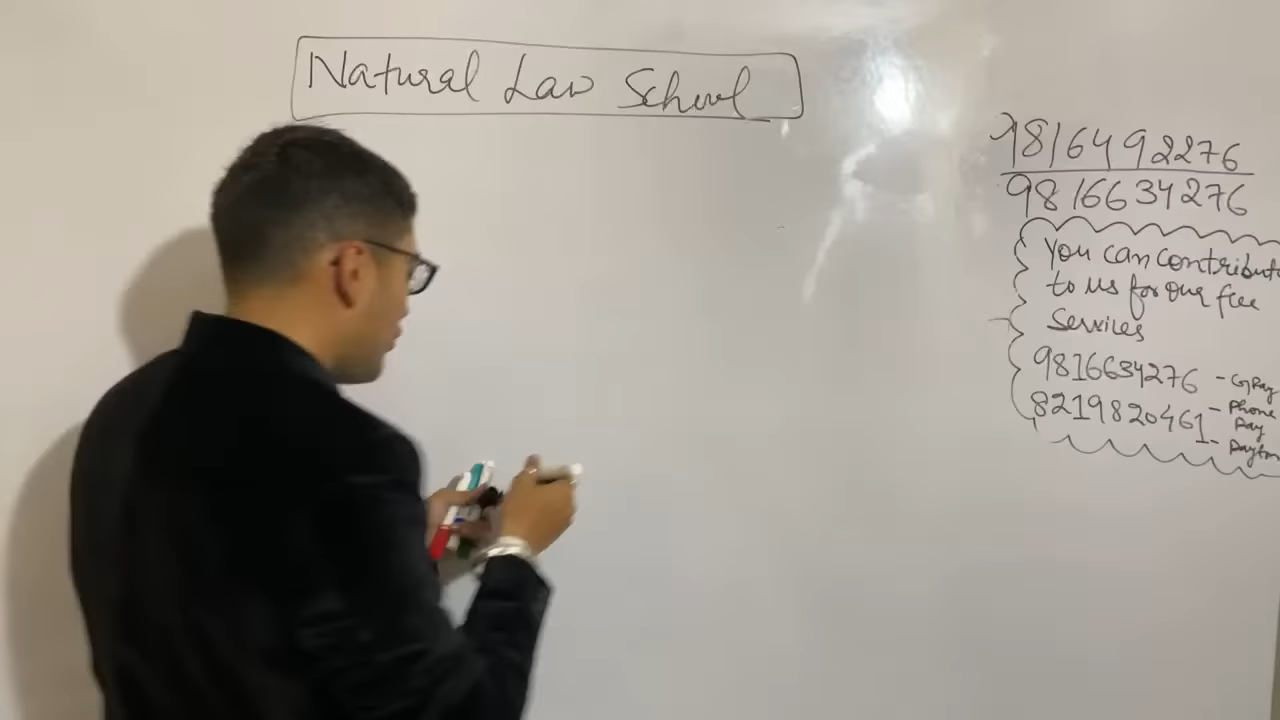 Natural Law School
9816492276
9816634276
You can contribute
to us for our free
Services
9816634276 - G Pay
8219820461 - Phone
Pay
- Paytm